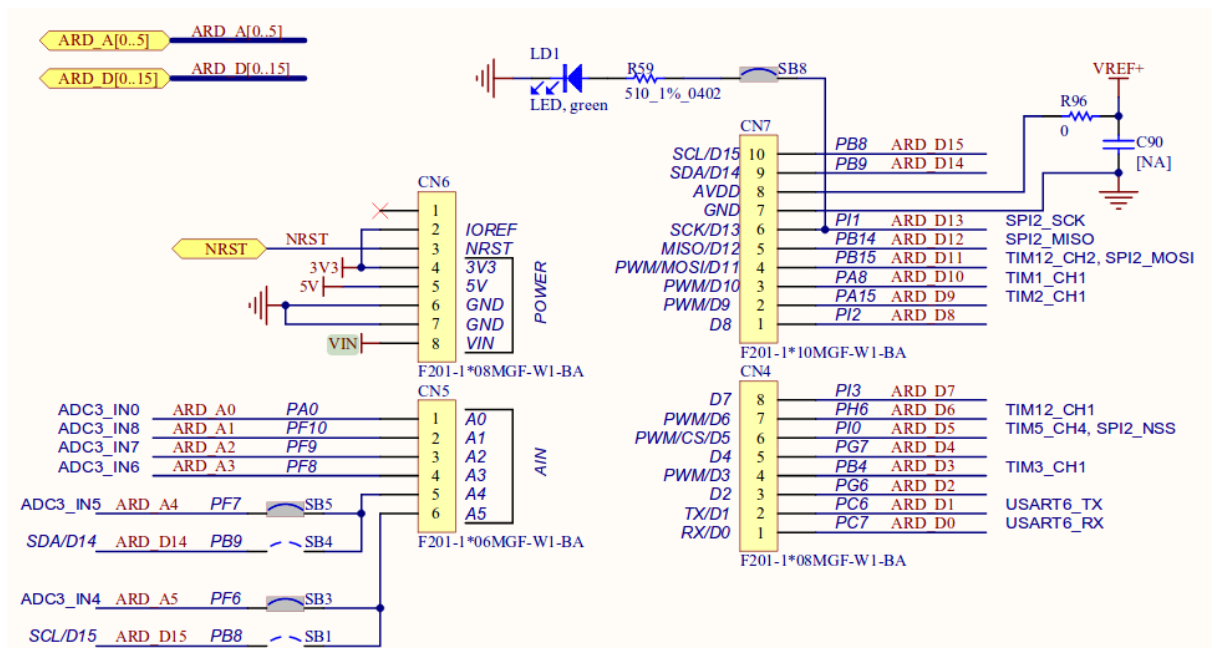 ARD_A[0..5] ARD_A[0..5]
ARD_D[0..15] ARD_D[0..15]
LD1
LED, green
R59
510_1%_0402
SB8
VREF+
R96
0
C90
[NA]
CN7
SCL/D15 10 PB8 ARD_D15
SDA/D14 9 PB9 ARD_D14
AVDD 8
GND 7
SCK/D13 6 PI1 ARD_D13 SPI2_SCK
MISO/D12 5 PB14 ARD_D12 SPI2_MISO
PWM/MOSI/D11 4 PB15 ARD_D11 TIM12_CH2, SPI2_MOSI
PWM/D10 3 PA8 ARD_D10 TIM1_CH1
PWM/D9 2 PA15 ARD_D9 TIM2_CH1
D8 1 PI2 ARD_D8
F201-1*10MGF-W1-BA
CN6
1
2 IOREF
NRST NRST 3 NRST
3V3 4 3V3
5V 5 5V
6 GND
7 GND
VIN 8 VIN
POWER
F201-1*08MGF-W1-BA
CN5
ADC3_IN0 ARD_A0 PA0 1 A0
ADC3_IN8 ARD_A1 PF10 2 A1
ADC3_IN7 ARD_A2 PF9 3 A2
ADC3_IN6 ARD_A3 PF8 4 A3
5 A4
6 A5
AIN
F201-1*06MGF-W1-BA
ADC3_IN5 ARD_A4 PF7 SB5
SDA/D14 ARD_D14 PB9 SB4
ADC3_IN4 ARD_A5 PF6 SB3
SCL/D15 ARD_D15 PB8 SB1
CN4
D7 8 PI3 ARD_D7
PWM/D6 7 PH6 ARD_D6 TIM12_CH1
PWM/CS/D5 6 PI0 ARD_D5 TIM5_CH4, SPI2_NSS
D4 5 PG7 ARD_D4
PWM/D3 4 PB4 ARD_D3 TIM3_CH1
D2 3 PG6 ARD_D2
TX/D1 2 PC6 ARD_D1 USART6_TX
RX/D0 1 PC7 ARD_D0 USART6_RX
F201-1*08MGF-W1-BA